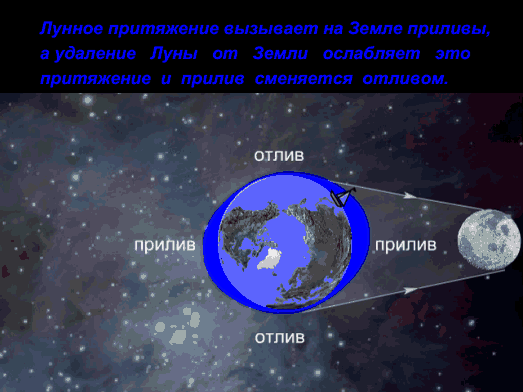 Лунное притяжение вызывает на Земле приливы,
а удаление Луны от Земли ослабляет это
притяжение и прилив сменяется отливом.
отлив
прилив
прилив
отлив